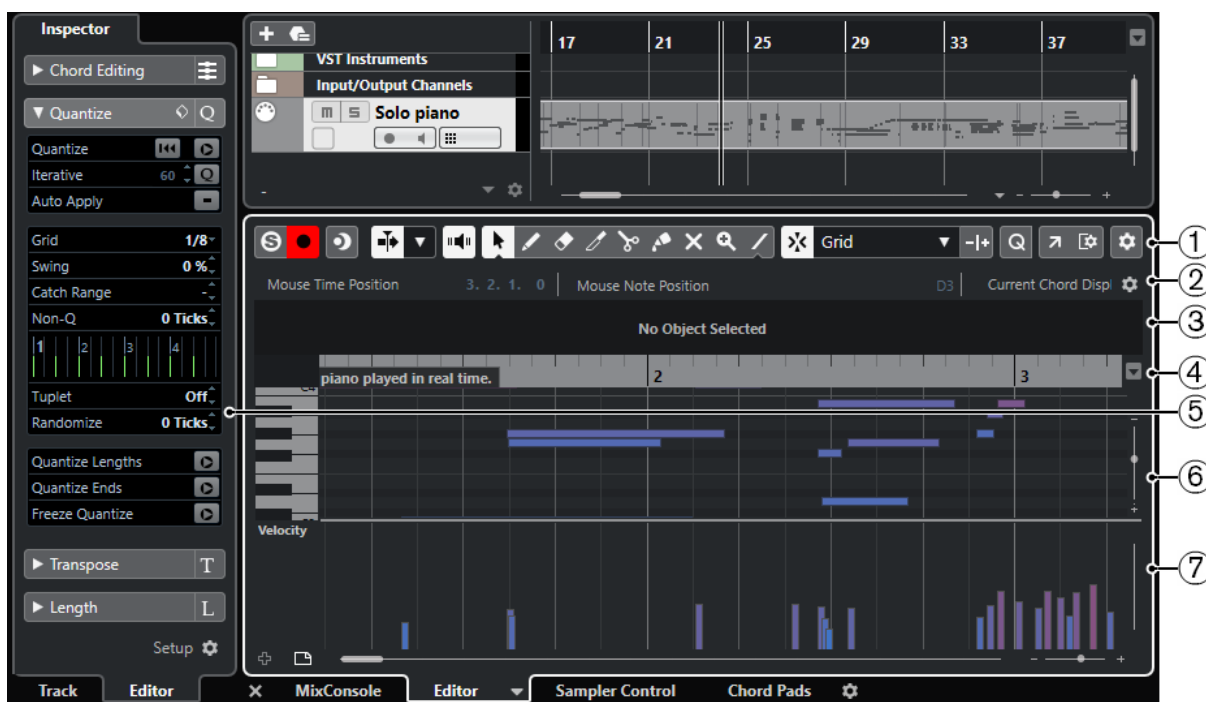 Inspector
Chord Editing
Quantize Q
Quantize
Iterative 60 Q
Auto Apply
Grid 1/8
Swing 0 %
Catch Range -
Non-Q 0 Ticks
1 2 3 4
Tuplet Off
Randomize 0 Ticks
Quantize Lengths
Quantize Ends
Freeze Quantize
Transpose T
Length L
Setup
Track Editor
17 21 25 29 33 37
VST Instruments
Input/Output Channels
m S Solo piano
-
S Grid Q
1
Mouse Time Position 3. 2. 1. 0 Mouse Note Position D3 Current Chord Displ
2
No Object Selected
3
piano played in real time. 2 3
4
5
6
Velocity
7
MixConsole Editor Sampler Control Chord Pads